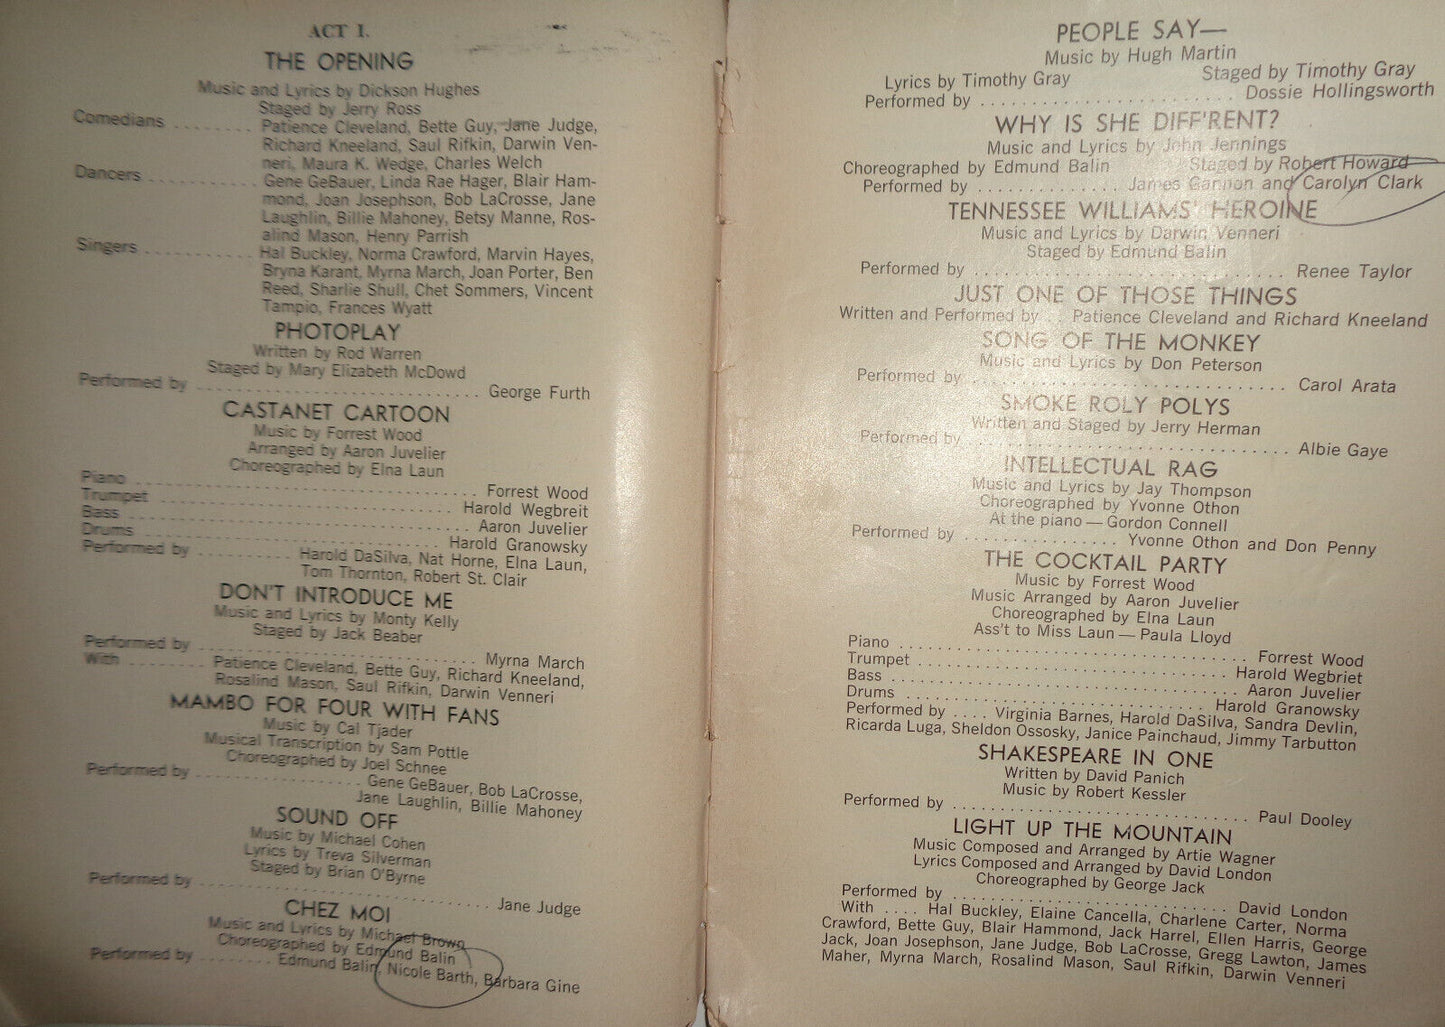 ACT I.
THE OPENING
Music and Lyrics by Dickson Hughes
Staged by Jerry Ross
Comedians ........ Patience Cleveland, Bette Guy, Jane Judge,
Richard Kneeland, Saul Rifkin, Darwin Ven-
neri, Maura K. Wedge, Charles Welch
Dancers ........... Gene GeBauer, Linda Rae Hager, Blair Ham-
mond, Joan Josephson, Bob LaCrosse, Jane
Laughlin, Billie Mahoney, Betsy Manne, Ros-
alind Mason, Henry Parrish
Singers ........... Hal Buckley, Norma Crawford, Marvin Hayes,
Bryna Karant, Myrna March, Joan Porter, Ben
Reed, Sharlie Shull, Chet Sommers, Vincent
Tampio, Frances Wyatt
PHOTOPLAY
Written by Rod Warren
Staged by Mary Elizabeth McDowd
Performed by ............................ George Furth
CASTANET CARTOON
Music by Forrest Wood
Arranged by Aaron Juvelier
Choreographed by Elna Laun
Piano ................................ Forrest Wood
Trumpet ............................ Harold Wegbreit
Bass ................................ Aaron Juvelier
Drums ............................ Harold Granowsky
Performed by .......... Harold DaSilva, Nat Horne, Elna Laun,
Tom Thornton, Robert St. Clair
DON'T INTRODUCE ME
Music and Lyrics by Monty Kelly
Staged by Jack Beaber
Performed by ............................ Myrna March
With ........ Patience Cleveland, Bette Guy, Richard Kneeland,
Rosalind Mason, Saul Rifkin, Darwin Venneri
MAMBO FOR FOUR WITH FANS
Music by Cal Tjader
Musical Transcription by Sam Pottle
Choreographed by Joel Schnee
Performed by ................ Gene GeBauer, Bob LaCrosse,
Jane Laughlin, Billie Mahoney
SOUND OFF
Music by Michael Cohen
Lyrics by Treva Silverman
Staged by Brian O'Byrne
Performed by ............................ Jane Judge
CHEZ MOI
Music and Lyrics by Michael Brown
Choreographed by Edmund Balin
Performed by ........ Edmund Balin, Nicole Barth, Barbara Gine
PEOPLE SAY—
Music by Hugh Martin
Lyrics by Timothy Gray Staged by Timothy Gray
Performed by ........................ Dossie Hollingsworth
WHY IS SHE DIFF'RENT?
Music and Lyrics by John Jennings
Choreographed by Edmund Balin Staged by Robert Howard
Performed by ............. James Gannon and Carolyn Clark
TENNESSEE WILLIAMS' HEROINE
Music and Lyrics by Darwin Venneri
Staged by Edmund Balin
Performed by ............................ Renee Taylor
JUST ONE OF THOSE THINGS
Written and Performed by .. Patience Cleveland and Richard Kneeland
SONG OF THE MONKEY
Music and Lyrics by Don Peterson
Performed by ............................ Carol Arata
SMOKE ROLY POLYS
Written and Staged by Jerry Herman
Performed by ............................ Albie Gaye
INTELLECTUAL RAG
Music and Lyrics by Jay Thompson
Choreographed by Yvonne Othon
At the piano — Gordon Connell
Performed by .............. Yvonne Othon and Don Penny
THE COCKTAIL PARTY
Music by Forrest Wood
Music Arranged by Aaron Juvelier
Choreographed by Elna Laun
Ass't to Miss Laun — Paula Lloyd
Piano ................................ Forrest Wood
Trumpet ............................ Harold Wegbriet
Bass ................................ Aaron Juvelier
Drums ............................ Harold Granowsky
Performed by .... Virginia Barnes, Harold DaSilva, Sandra Devlin,
Ricarda Luga, Sheldon Ossosky, Janice Painchaud, Jimmy Tarbutton
SHAKESPEARE IN ONE
Written by David Panich
Music by Robert Kessler
Performed by ............................ Paul Dooley
LIGHT UP THE MOUNTAIN
Music Composed and Arranged by Artie Wagner
Lyrics Composed and Arranged by David London
Choreographed by George Jack
Performed by ............................ David London
With .... Hal Buckley, Elaine Cancella, Charlene Carter, Norma
Crawford, Bette Guy, Blair Hammond, Jack Harrel, Ellen Harris, George
Jack, Joan Josephson, Jane Judge, Bob LaCrosse, Gregg Lawton, James
Maher, Myrna March, Rosalind Mason, Saul Rifkin, Darwin Venneri